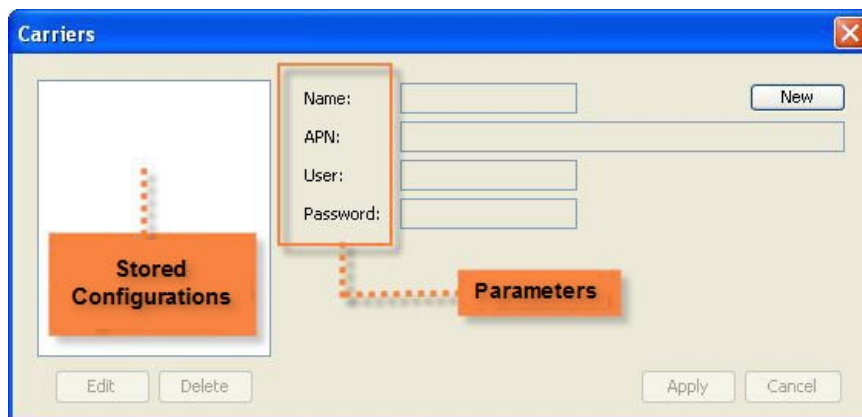 Carriers
Name:
New
APN:
User:
Password:
Stored
Configurations
Parameters
Edit
Delete
Apply
Cancel